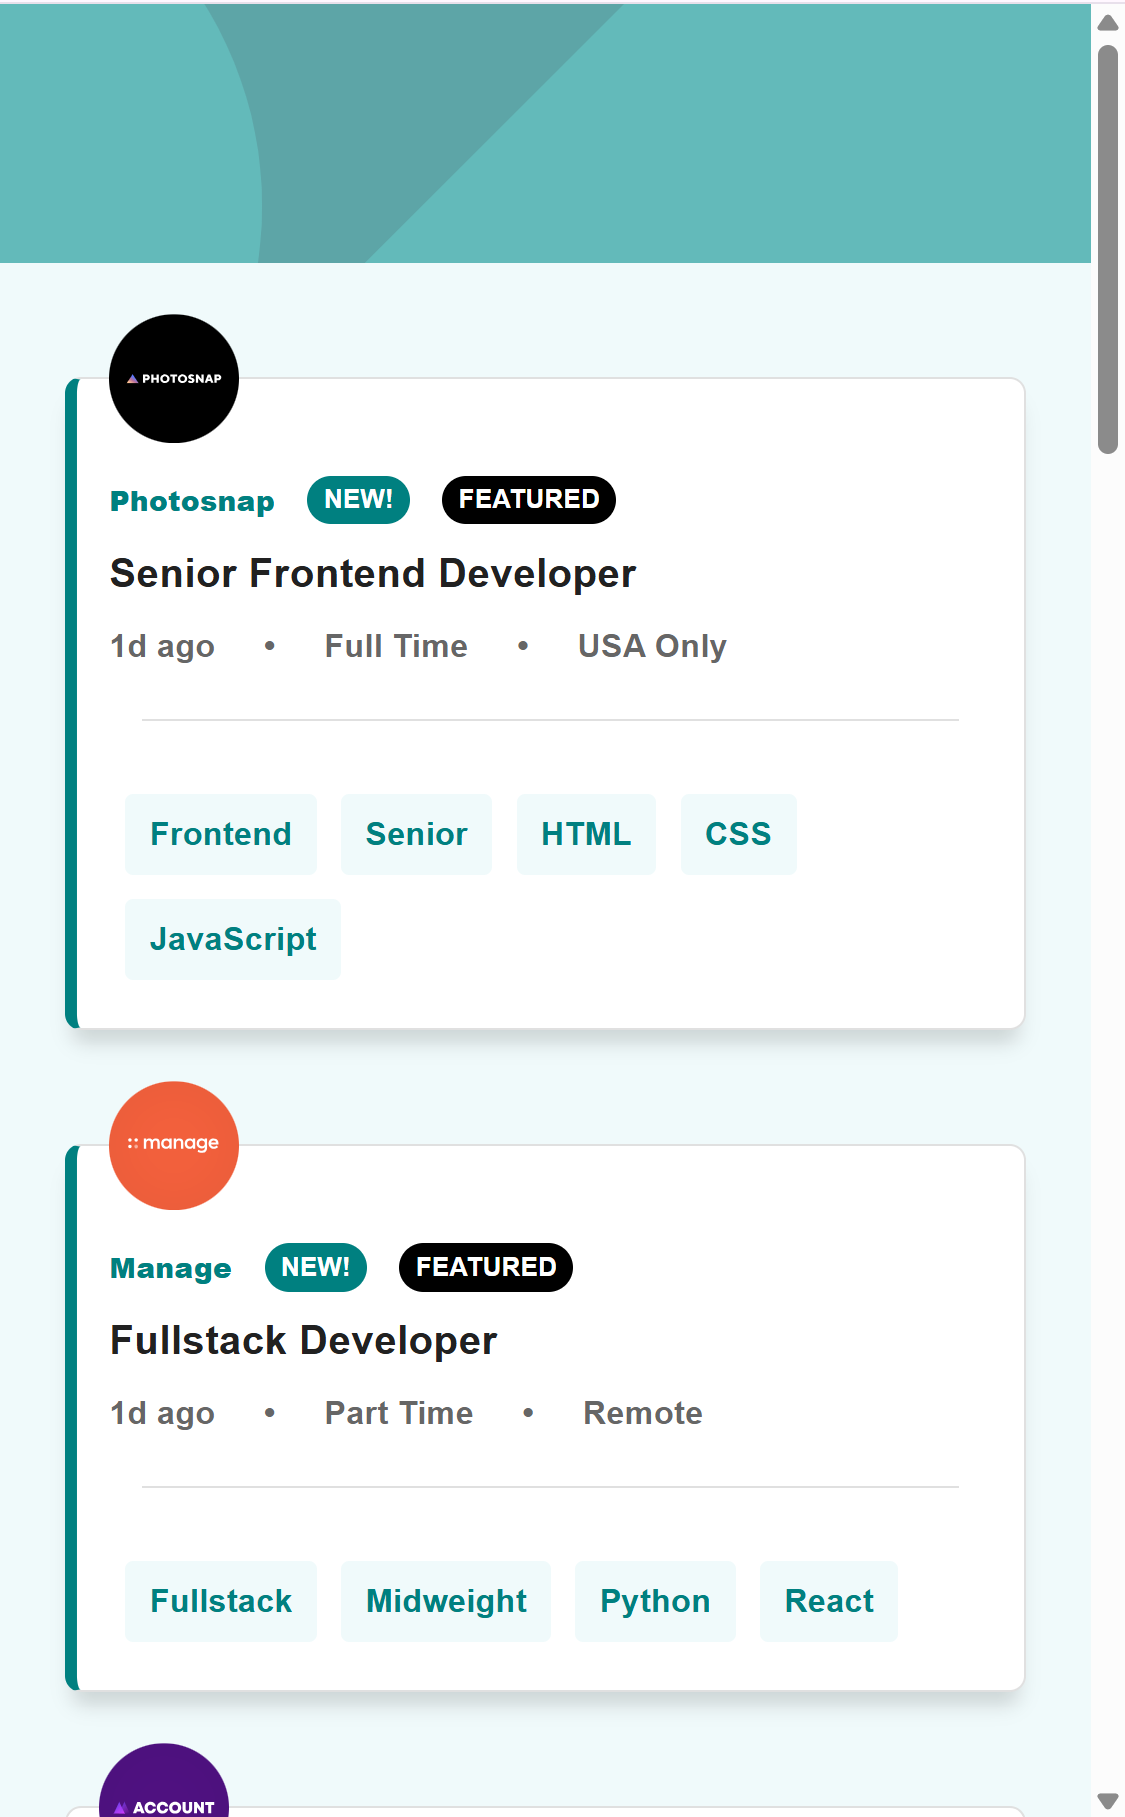 PHOTOSNAP
Photosnap NEW! FEATURED
Senior Frontend Developer
1d ago • Full Time • USA Only
Frontend Senior HTML CSS
JavaScript
manage
Manage NEW! FEATURED
Fullstack Developer
1d ago • Part Time • Remote
Fullstack Midweight Python React
ACCOUNT